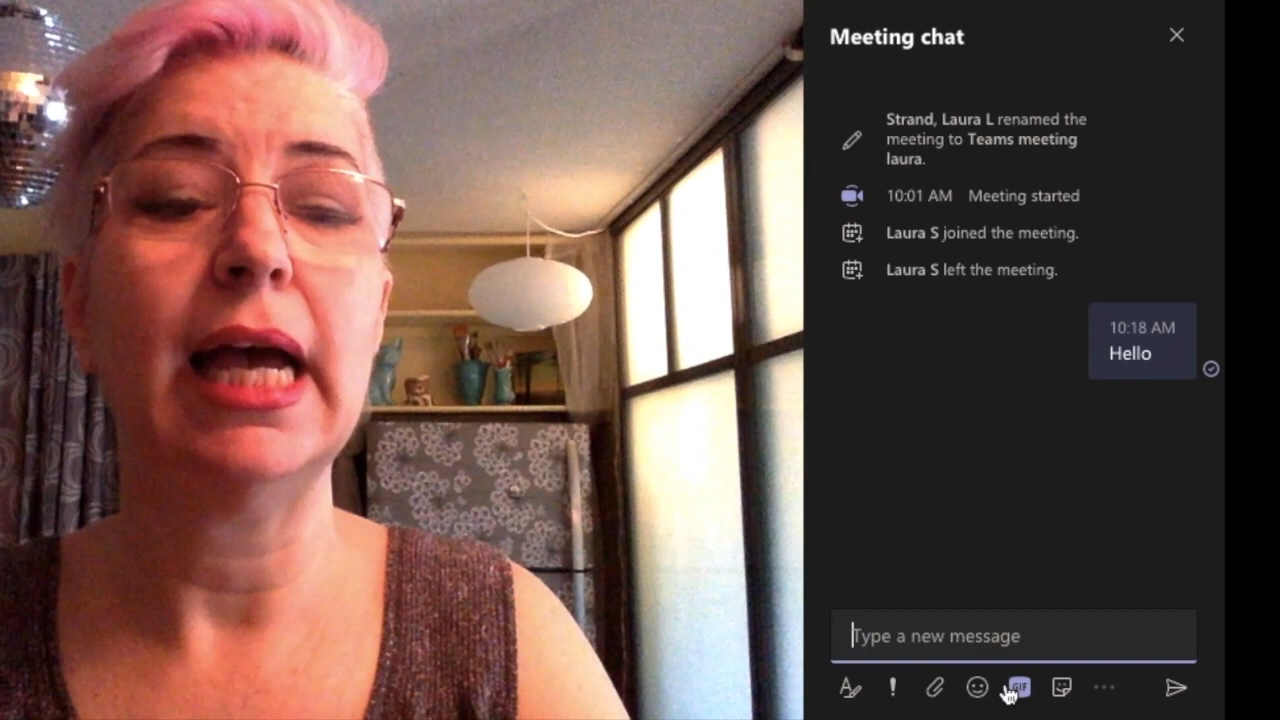 Meeting chat
Strand, Laura L renamed the
meeting to Teams meeting
laura.
10:01 AM Meeting started
Laura S joined the meeting.
Laura S left the meeting.
10:18 AM
Hello
Type a new message
GIF